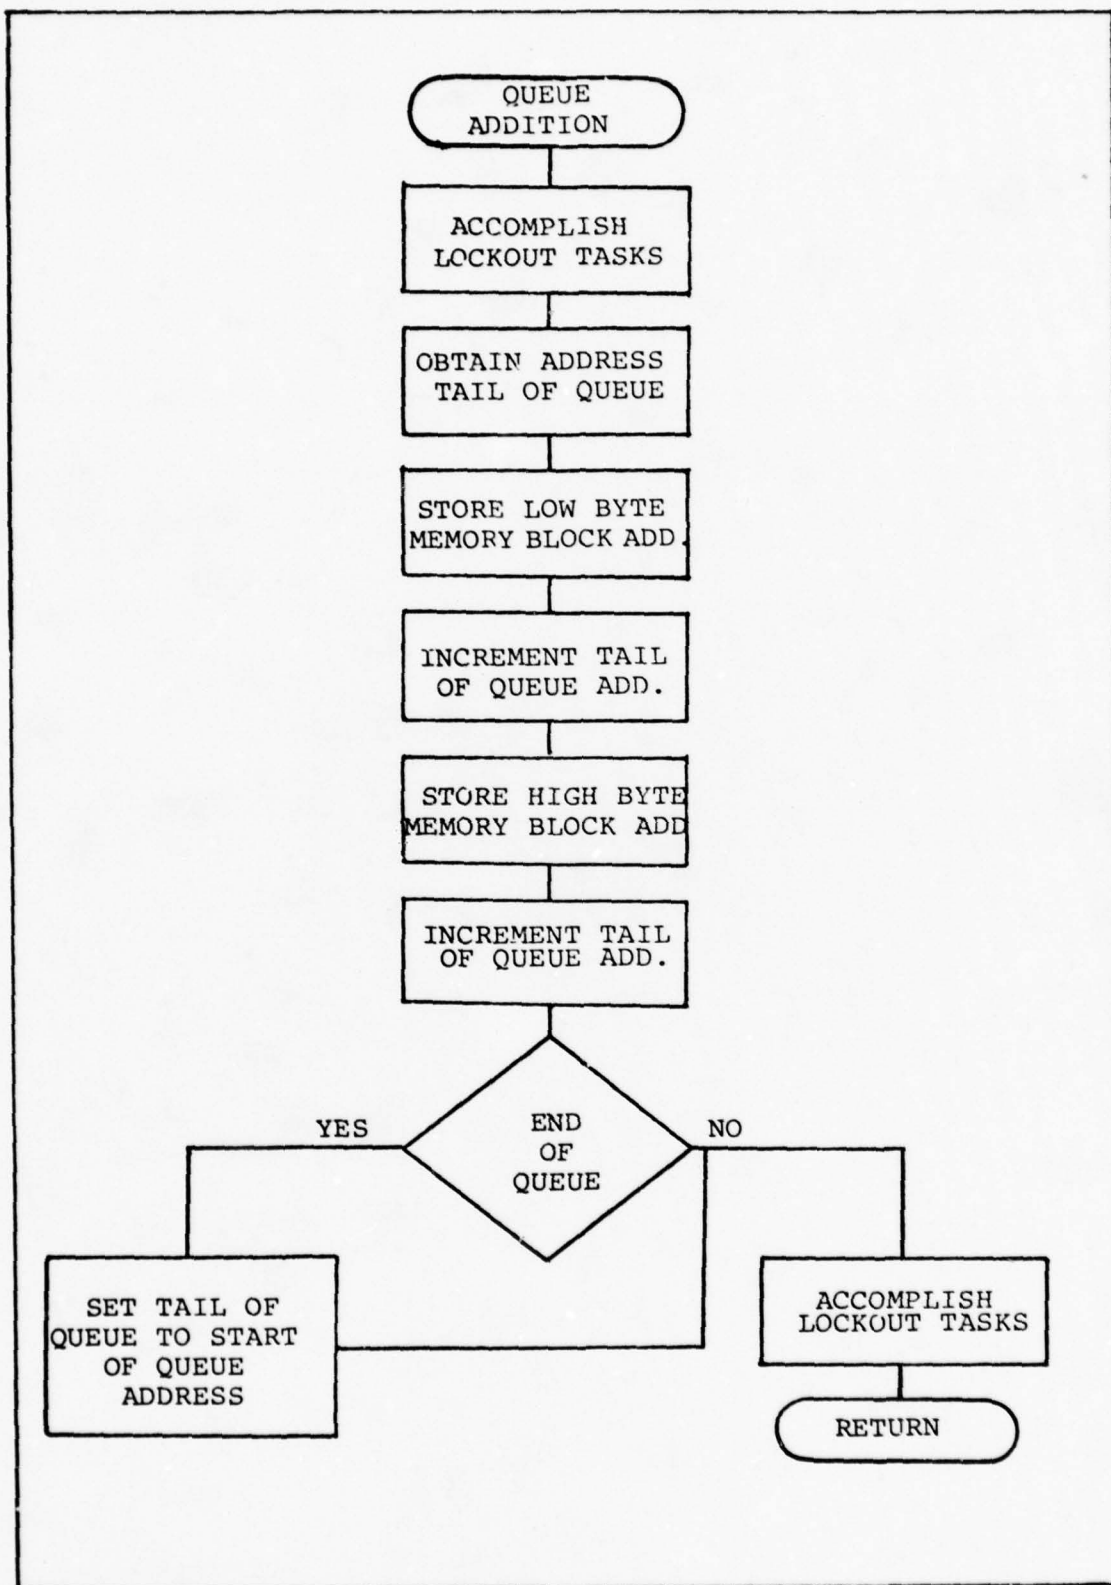 QUEUE
ADDITION
ACCOMPLISH
LOCKOUT TASKS
OBTAIN ADDRESS
TAIL OF QUEUE
STORE LOW BYTE
MEMORY BLOCK ADD.
INCREMENT TAIL
OF QUEUE ADD.
STORE HIGH BYTE
MEMORY BLOCK ADD
INCREMENT TAIL
OF QUEUE ADD.
END
OF
QUEUE
YES
NO
SET TAIL OF
QUEUE TO START
OF QUEUE
ADDRESS
ACCOMPLISH
LOCKOUT TASKS
RETURN